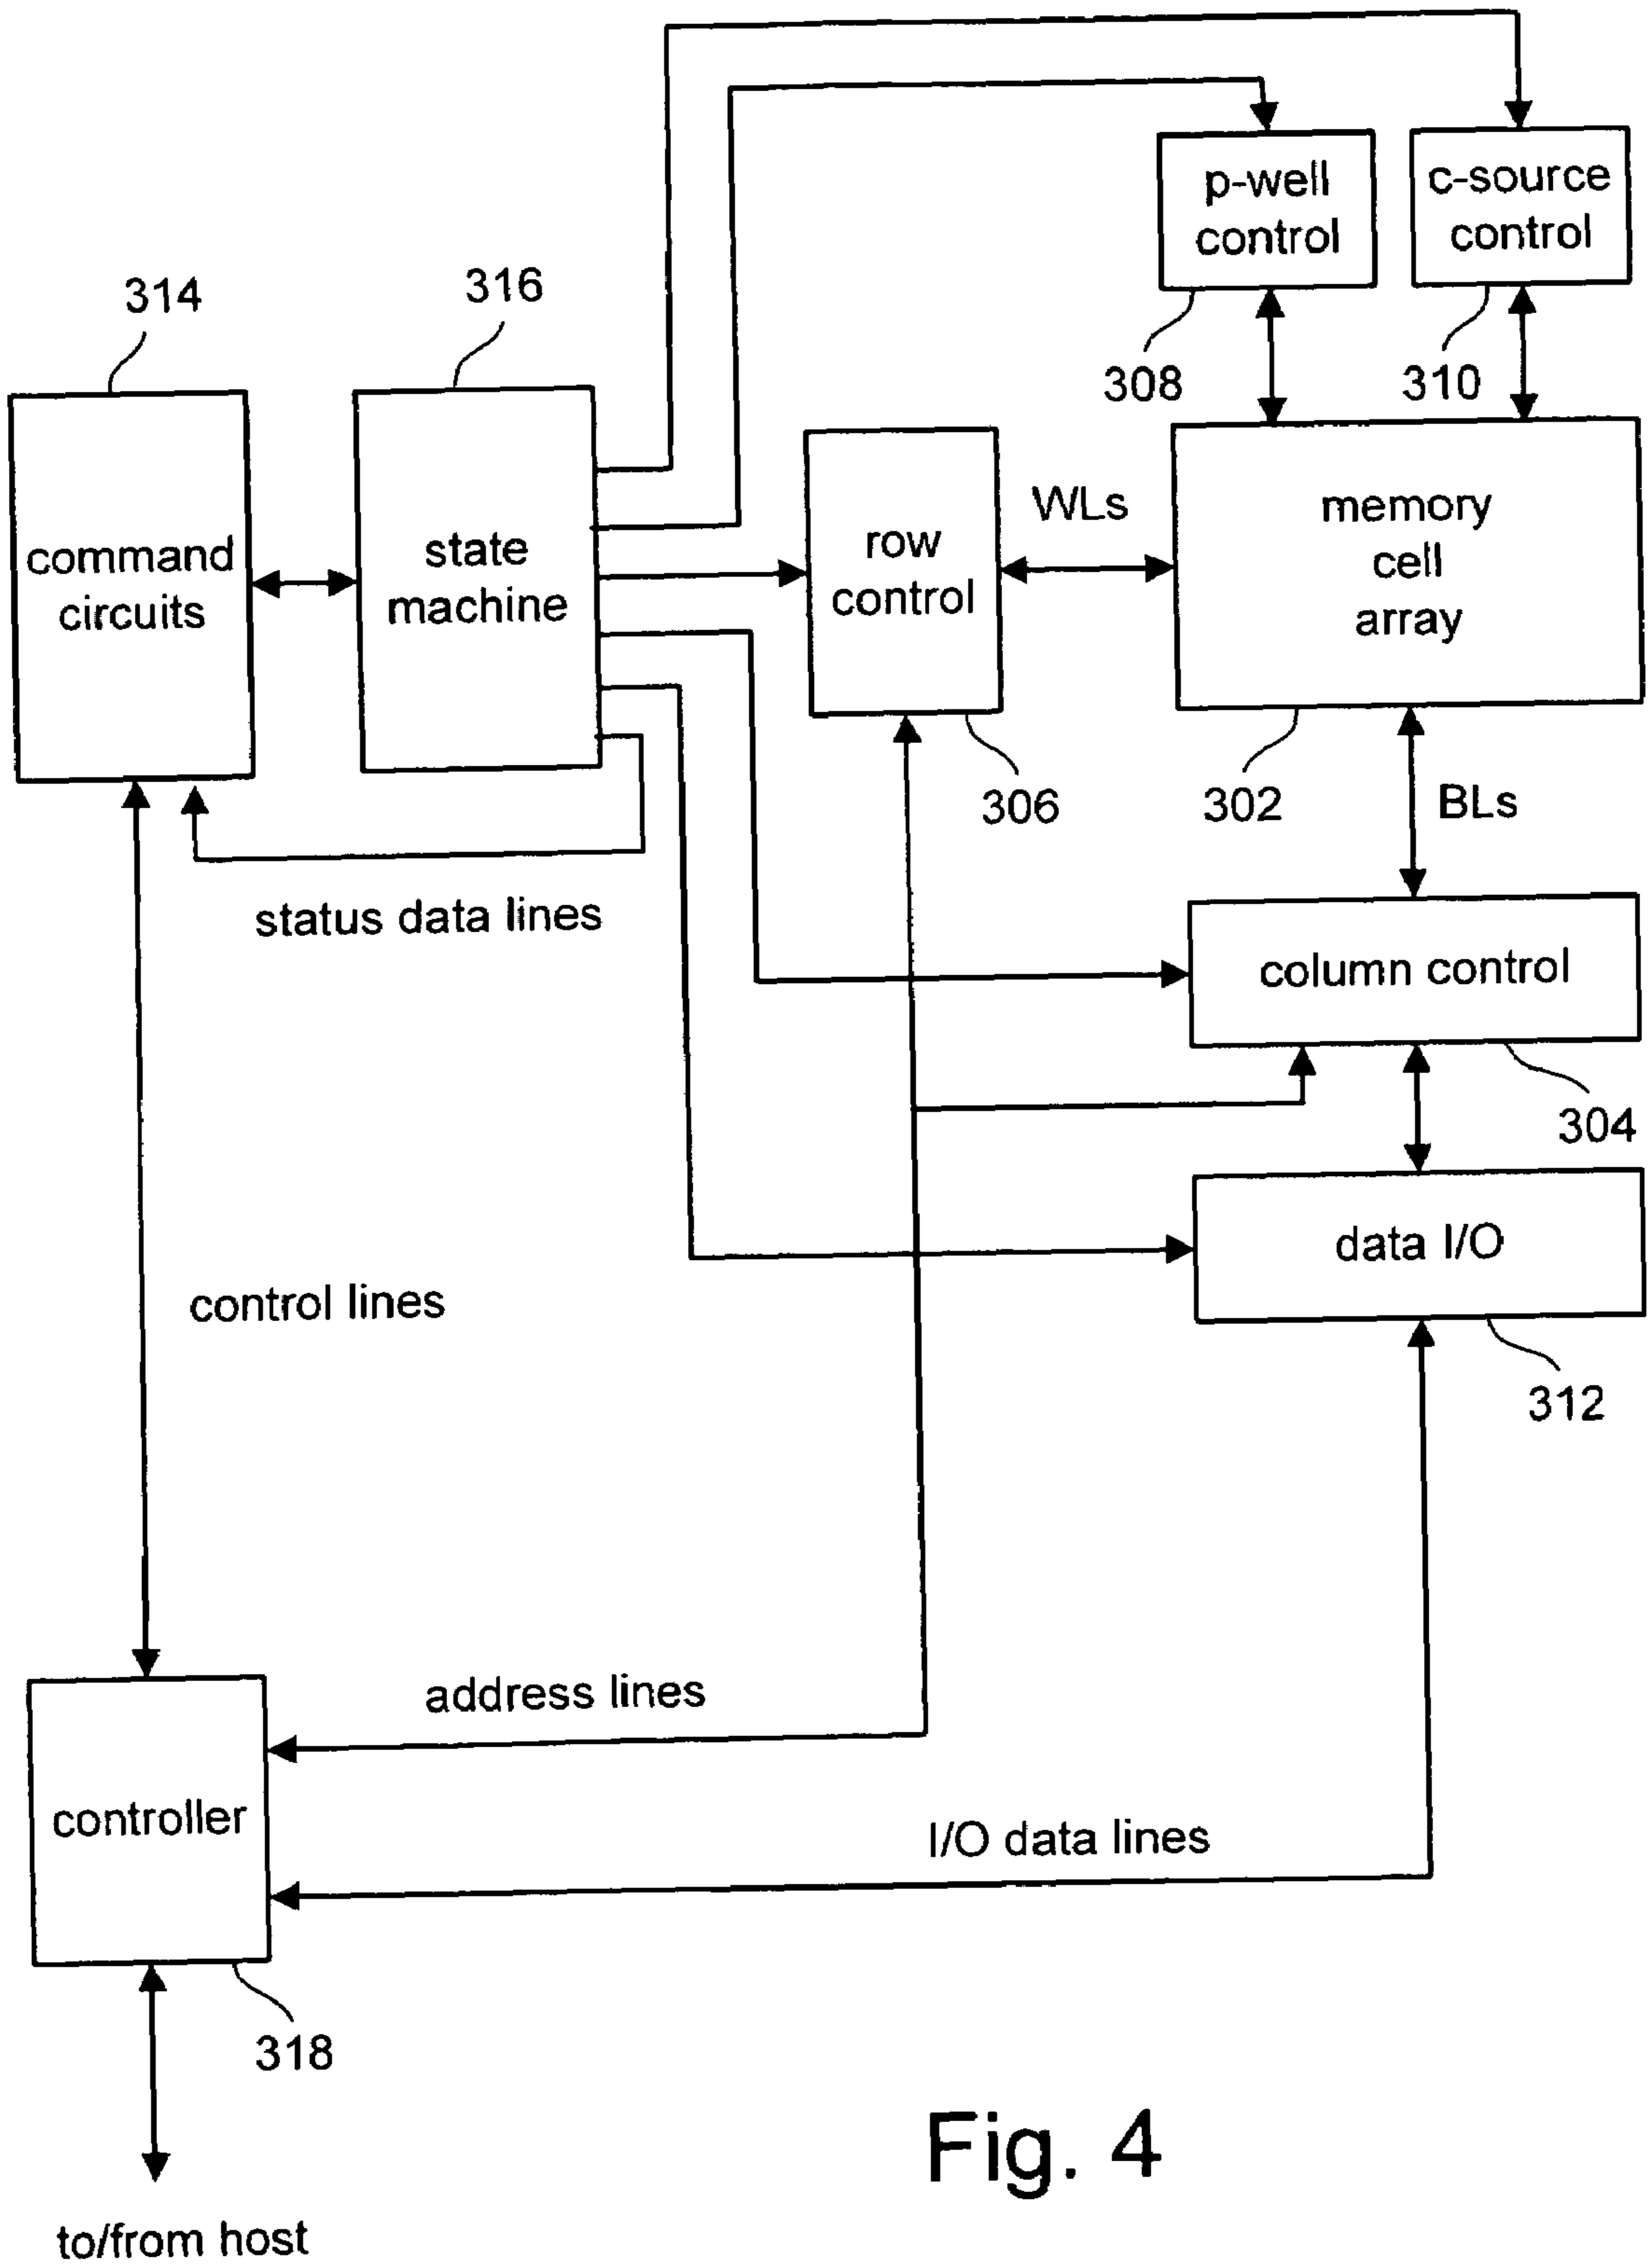 p-well
control
c-source
control
314
316
308
310
command
circuits
state
machine
row
control
WLs
memory
cell
array
306
302
BLs
status data lines
column control
304
data I/O
control lines
312
address lines
controller
I/O data lines
318
Fig. 4
to/from host